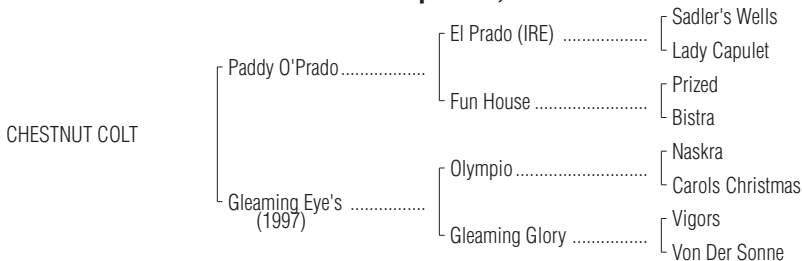 Sadler's Wells
El Prado (IRE) ..................
Lady Capulet
Paddy O'Prado..................
Prized
Fun House ........................
Bistra
CHESTNUT COLT
Naskra
Olympio............................
Carols Christmas
Gleaming Eye's ................
(1997)
Vigors
Gleaming Glory ................
Von Der Sonne